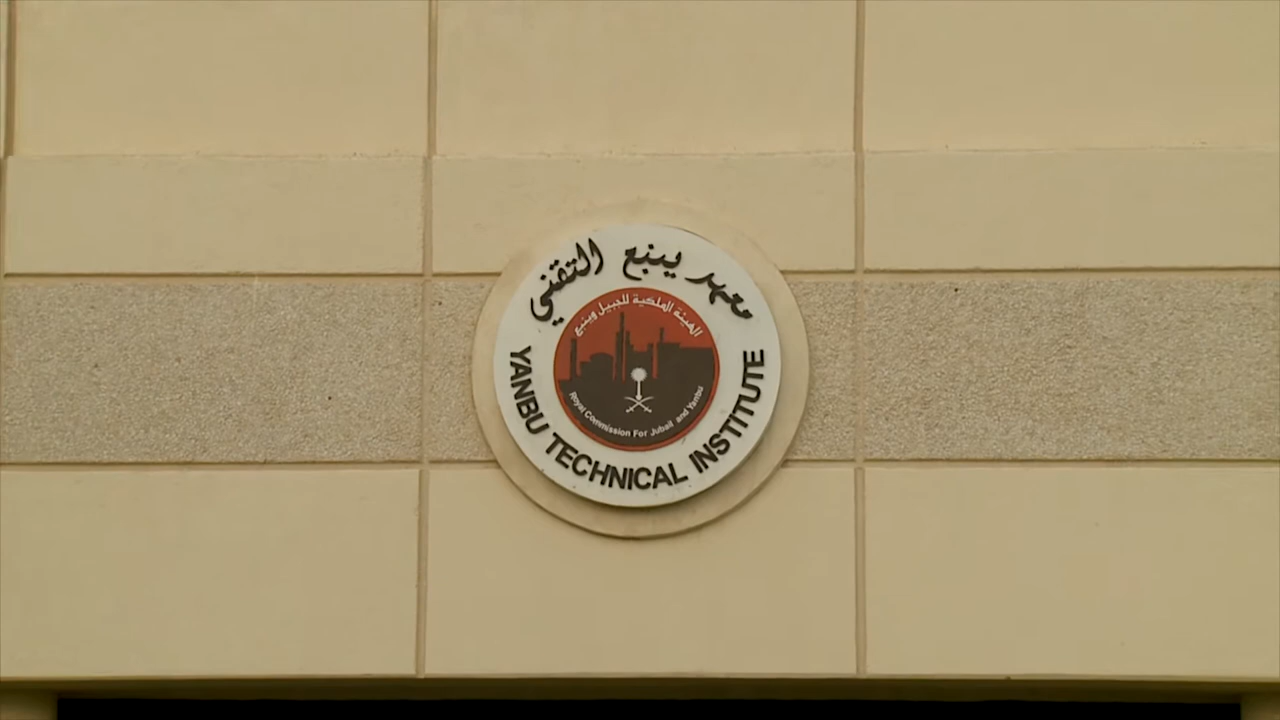 معهد ينبع التقني
الهيئة الملكية للجبيل وينبع
Royal Commission For Jubail and Yanbu
YANBU TECHNICAL INSTITUTE